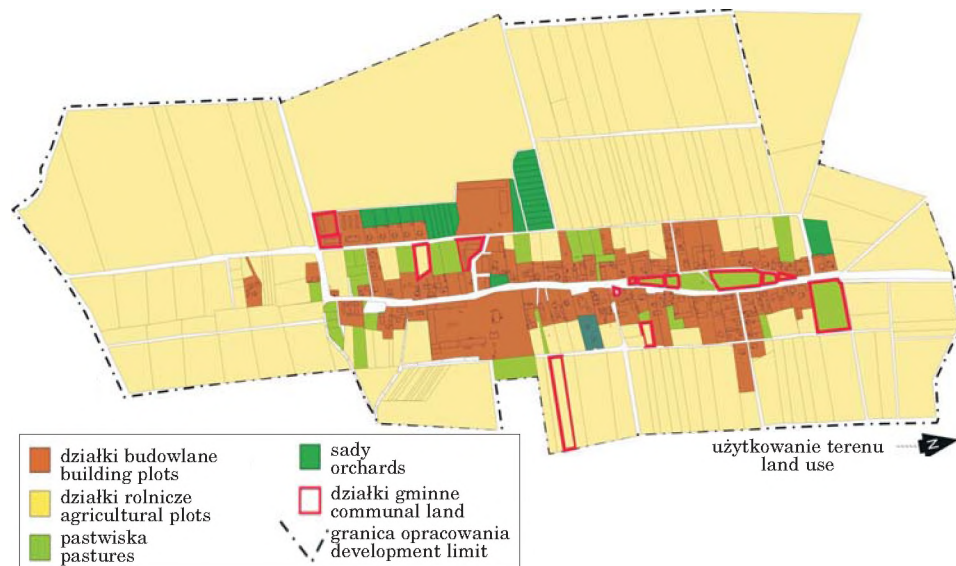 działki budowlane
building plots
działki rolnicze
agricultural plots
pastwiska
pastures
sady
orchards
działki gminne
communal land
granica opracowania
development limit
użytkowanie terenu
land use
N